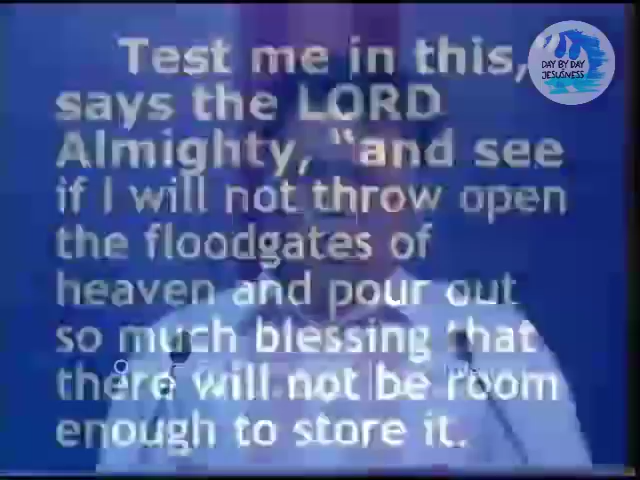 Test me in this,"
says the LORD
Almighty, "and see
if I will not throw open
the floodgates of
heaven and pour out
so much blessing that
there will not be room
enough to store it.
DAY BY DAY
JESUSNESS